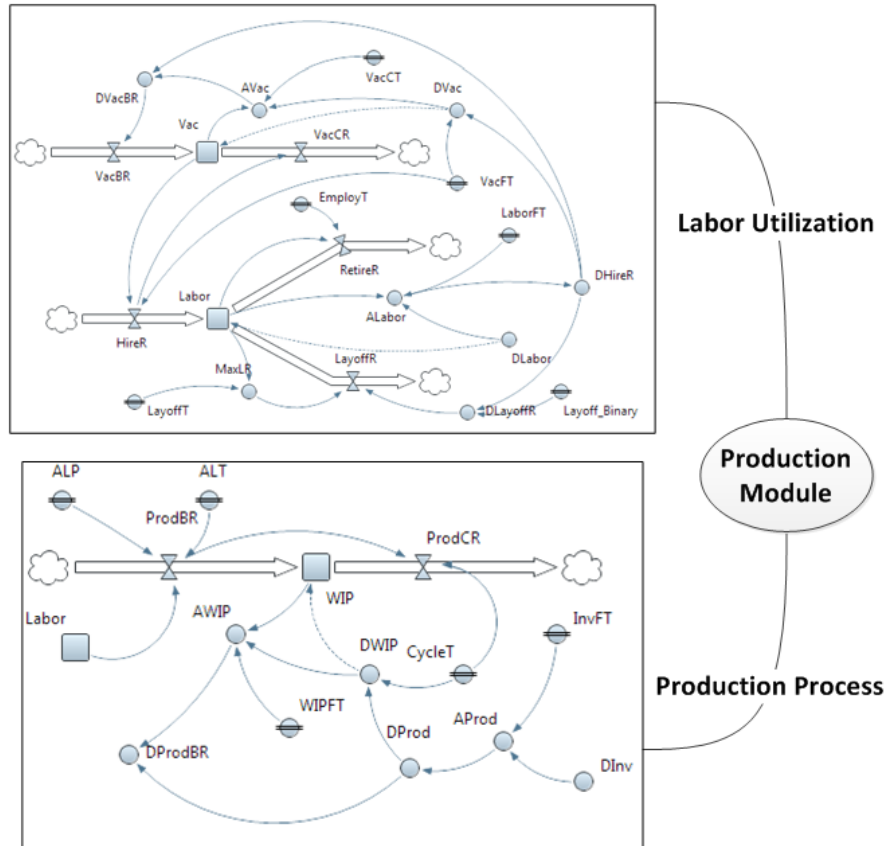 VacCT
DVacBR
AVac
DVac
Vac
VacCR
VacBR
VacFT
EmployT
LaborFT
Labor Utilization
RetireR
Labor
DHireR
HireR
ALabor
MaxLR
LayoffR
DLabor
LayoffT
DLayoffR
Layoff_Binary
Production
Module
ALP
ALT
ProdBR
ProdCR
WIP
Labor
AWIP
InvFT
DWIP
CycleT
Production Process
WIPFT
DProd
AProd
DProdBR
DInv